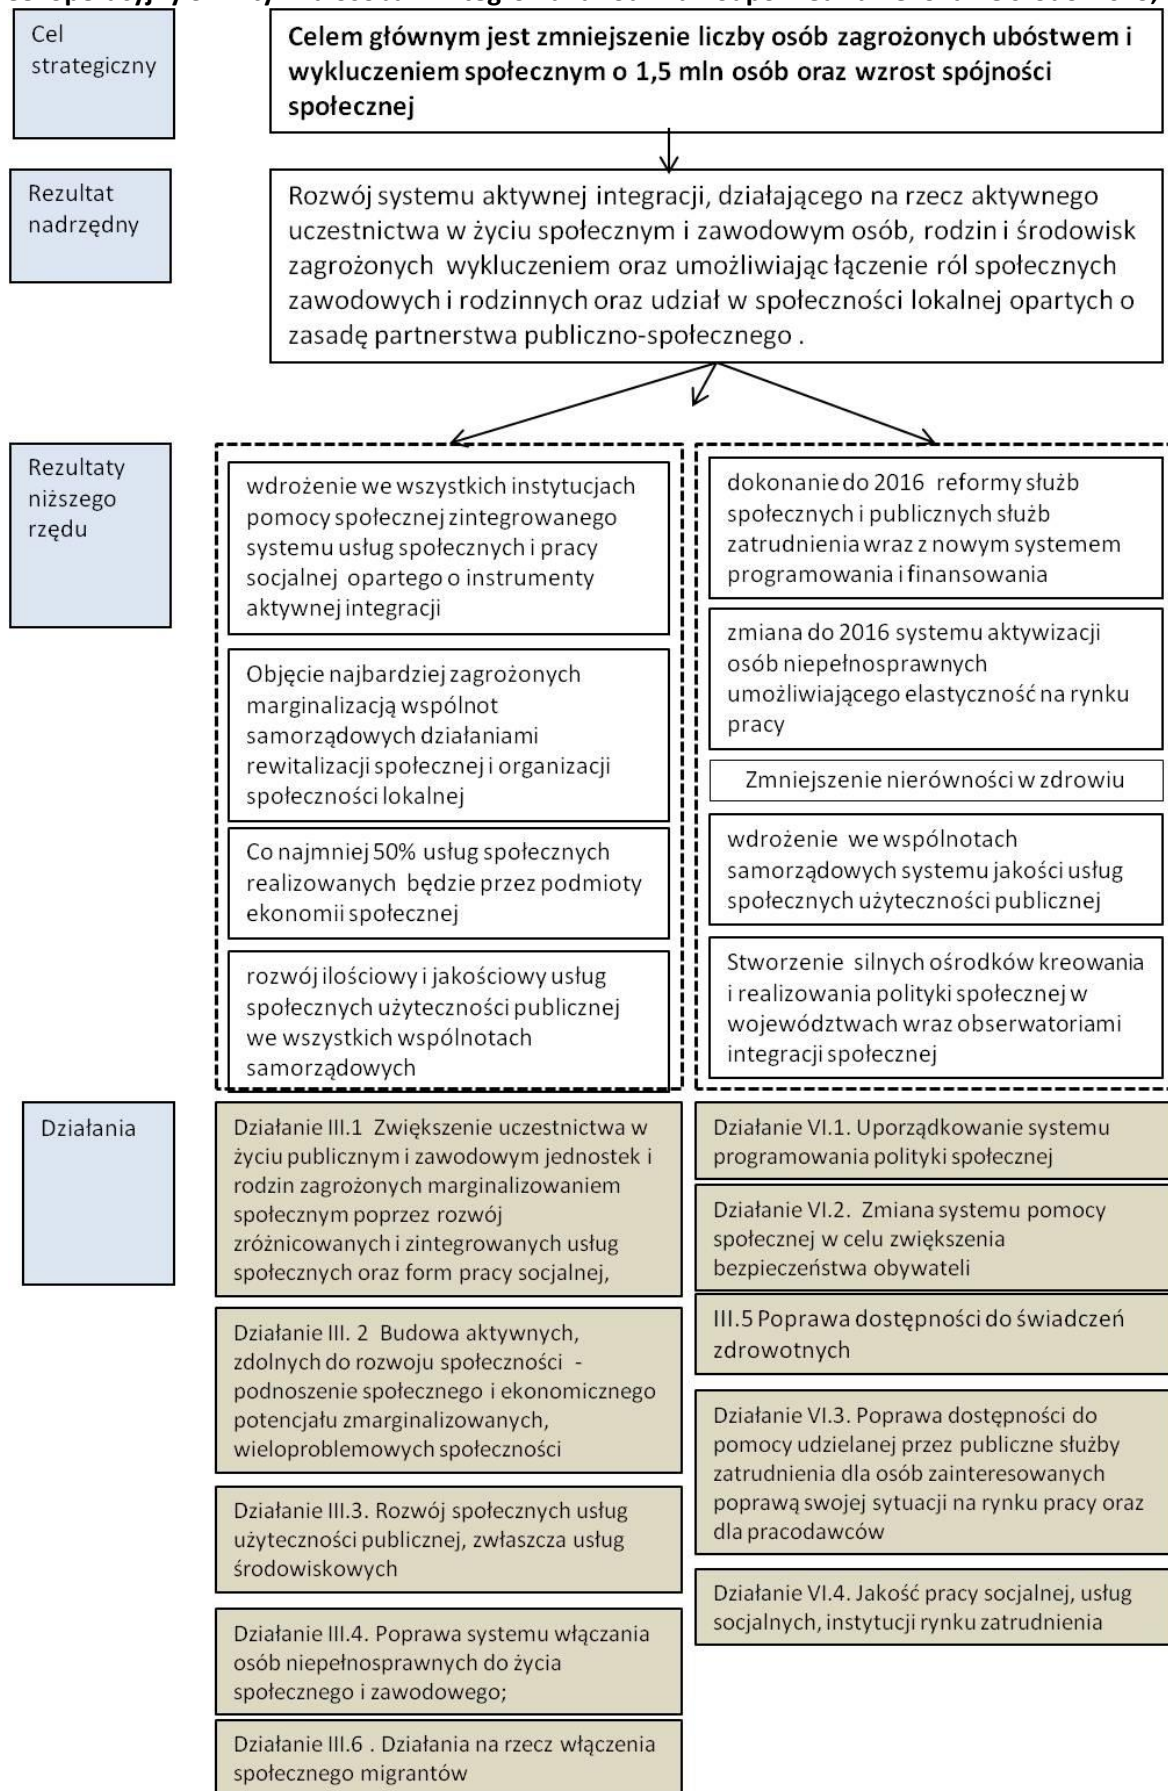 Cel
strategiczny
Celem głównym jest zmniejszenie liczby osób zagrożonych ubóstwem i
wykluczeniem społecznym o 1,5 mln osób oraz wzrost spójności
społecznej
Rezultat
nadrzędny
Rozwój systemu aktywnej integracji, działającego na rzecz aktywnego
uczestnictwa w życiu społecznym i zawodowym osób, rodzin i środowisk
zagrożonych wykluczeniem oraz umożliwiając łączenie ról społecznych
zawodowych i rodzinnych oraz udział w społeczności lokalnej opartych o
zasadę partnerstwa publiczno-społecznego .
Rezultaty
niższego
rzędu
wdrożenie we wszystkich instytucjach
pomocy społecznej zintegrowanego
systemu usług społecznych i pracy
socjalnej opartego o instrumenty
aktywnej integracji
Objęcie najbardziej zagrożonych
marginalizacją wspólnot
samorządowych działaniami
rewitalizacji społecznej i organizacji
społeczności lokalnej
Co najmniej 50% usług społecznych
realizowanych będzie przez podmioty
ekonomii społecznej
rozwój ilościowy i jakościowy usług
społecznych użyteczności publicznej
we wszystkich wspólnotach
samorządowych
dokonanie do 2016 reformy służb
społecznych i publicznych służb
zatrudnienia wraz z nowym systemem
programowania i finansowania
zmiana do 2016 systemu aktywizacji
osób niepełnosprawnych
umożliwiającego elastyczność na rynku
pracy
Zmniejszenie nierówności w zdrowiu
wdrożenie we wspólnotach
samorządowych systemu jakości usług
społecznych użyteczności publicznej
Stworzenie silnych ośrodków kreowania
i realizowania polityki społecznej w
województwach wraz obserwatoriami
integracji społecznej
Działania
Działanie III.1 Zwiększenie uczestnictwa w
życiu publicznym i zawodowym jednostek i
rodzin zagrożonych marginalizowaniem
społecznym poprzez rozwój
zróżnicowanych i zintegrowanych usług
społecznych oraz form pracy socjalnej,
Działanie III. 2 Budowa aktywnych,
zdolnych do rozwoju społeczności -
podnoszenie społecznego i ekonomicznego
potencjału zmarginalizowanych,
wieloproblemowych społeczności
Działanie III.3. Rozwój społecznych usług
użyteczności publicznej, zwłaszcza usług
środowiskowych
Działanie III.4. Poprawa systemu włączania
osób niepełnosprawnych do życia
społecznego i zawodowego;
Działanie III.6 . Działania na rzecz włączenia
społecznego migrantów
Działanie VI.1. Uporządkowanie systemu
programowania polityki społecznej
Działanie VI.2. Zmiana systemu pomocy
społecznej w celu zwiększenia
bezpieczeństwa obywateli
III.5 Poprawa dostępności do świadczeń
zdrowotnych
Działanie VI.3. Poprawa dostępności do
pomocy udzielanej przez publiczne służby
zatrudnienia dla osób zainteresowanych
poprawą swojej sytuacji na rynku pracy oraz
dla pracodawców
Działanie VI.4. Jakość pracy socjalnej, usług
socjalnych, instytucji rynku zatrudnienia